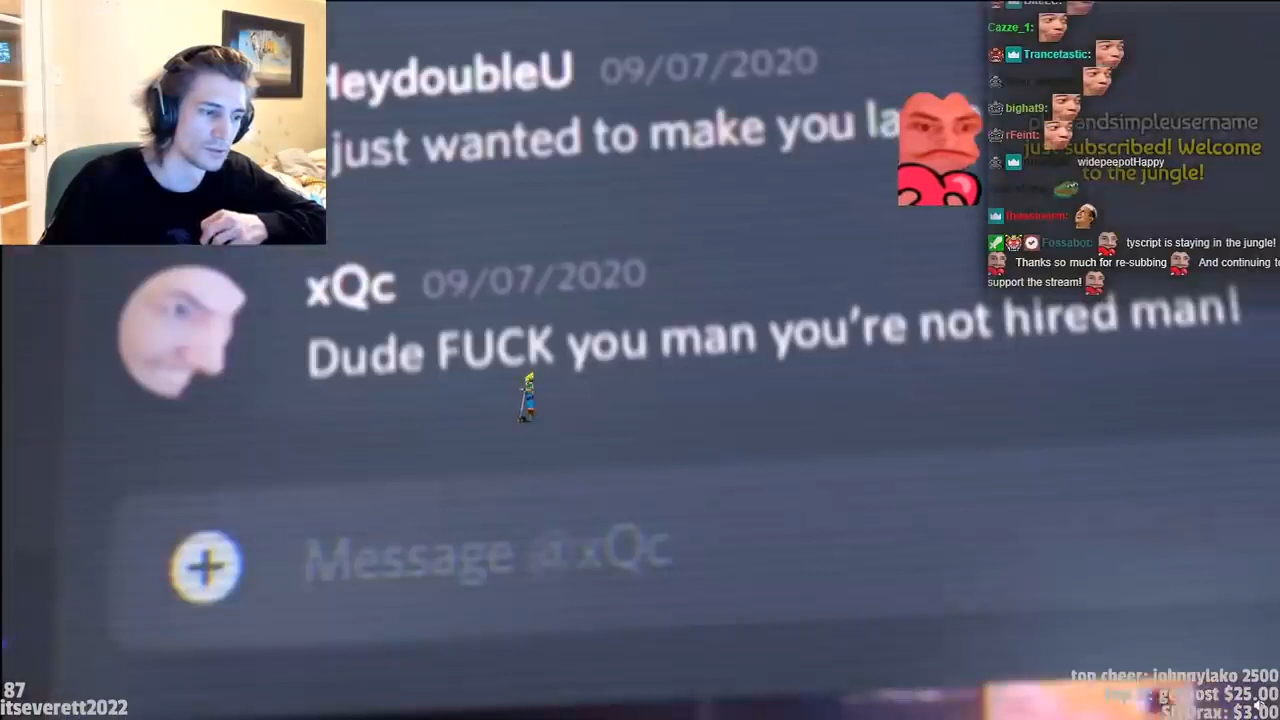 HeydoubleU 09/07/2020
just wanted to make you la
xQc 09/07/2020
Dude FUCK you man you're not hired man!
Message @xQc
Cazze_1:
Trancetastic:
bighat9:
andsimpleusername
rFeint:
just subscribed! Welcome
widepeepotHappy
to the jungle!
Fossabot: tyscript is staying in the jungle!
Thanks so much for re-subbing And continuing to
support the stream!
87
itseverett2022
top cheer: johnnylako 2500
$25.00
$3.00